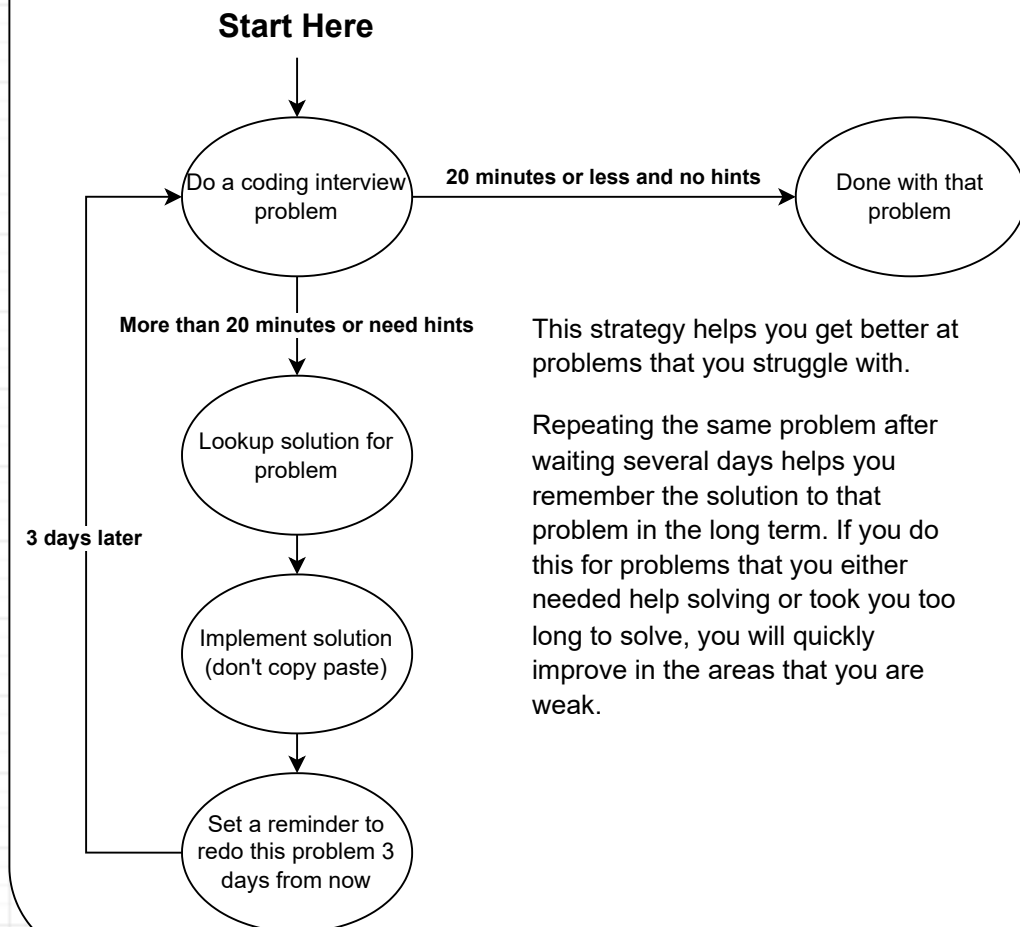 Start Here
Do a coding interview
problem
20 minutes or less and no hints
Done with that
problem
More than 20 minutes or need hints
Lookup solution for
problem
3 days later
Implement solution
(don't copy paste)
Set a reminder to
redo this problem 3
days from now
This strategy helps you get better at
problems that you struggle with.
Repeating the same problem after
waiting several days helps you
remember the solution to that
problem in the long term. If you do
this for problems that you either
needed help solving or took you too
long to solve, you will quickly
improve in the areas that you are
weak.